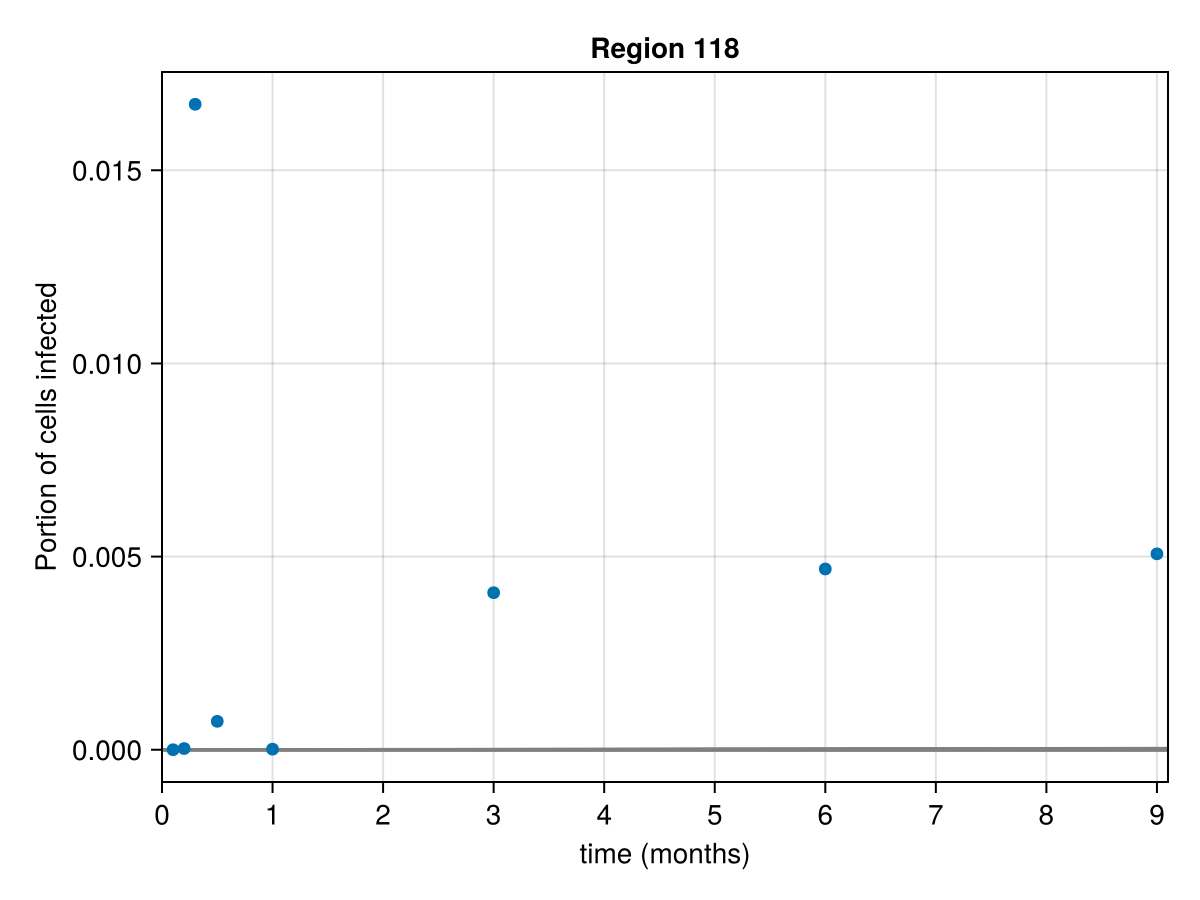 Region 118
Portion of cells infected
0.015
0.010
0.005
0.000
0 1 2 3 4 5 6 7 8 9
time (months)